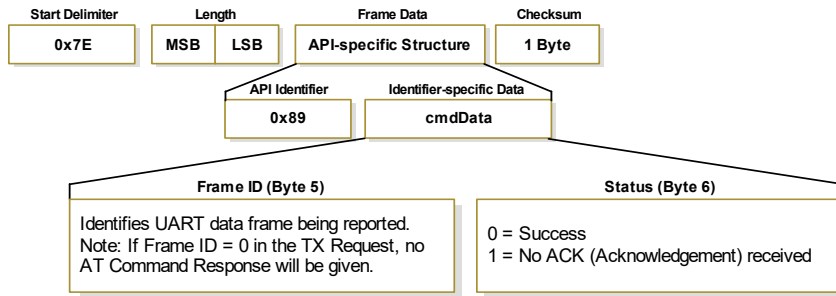 Start Delimiter
Length
Frame Data
Checksum
0x7E
MSB
LSB
API-specific Structure
1 Byte
API Identifier
Identifier-specific Data
0x89
cmdData
Frame ID (Byte 5)
Status (Byte 6)
Identifies UART data frame being reported.
Note: If Frame ID = 0 in the TX Request, no
AT Command Response will be given.
0 = Success
1 = No ACK (Acknowledgement) received